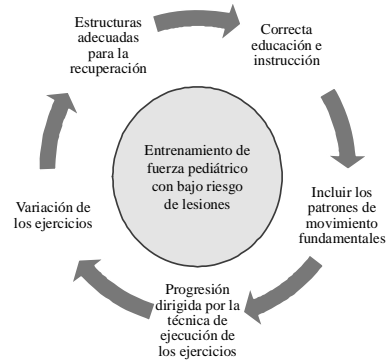 Estructuras
adecuadas
para la
recuperación
Correcta
educación e
instrucción
Incluir los
patrones de
movimiento
fundamentales
Progresión
dirigida por la
técnica de
ejecución de
los ejercicios
Variación de
los ejercicios
Entrenamiento de
fuerza pediátrico
con bajo riesgo
de lesiones